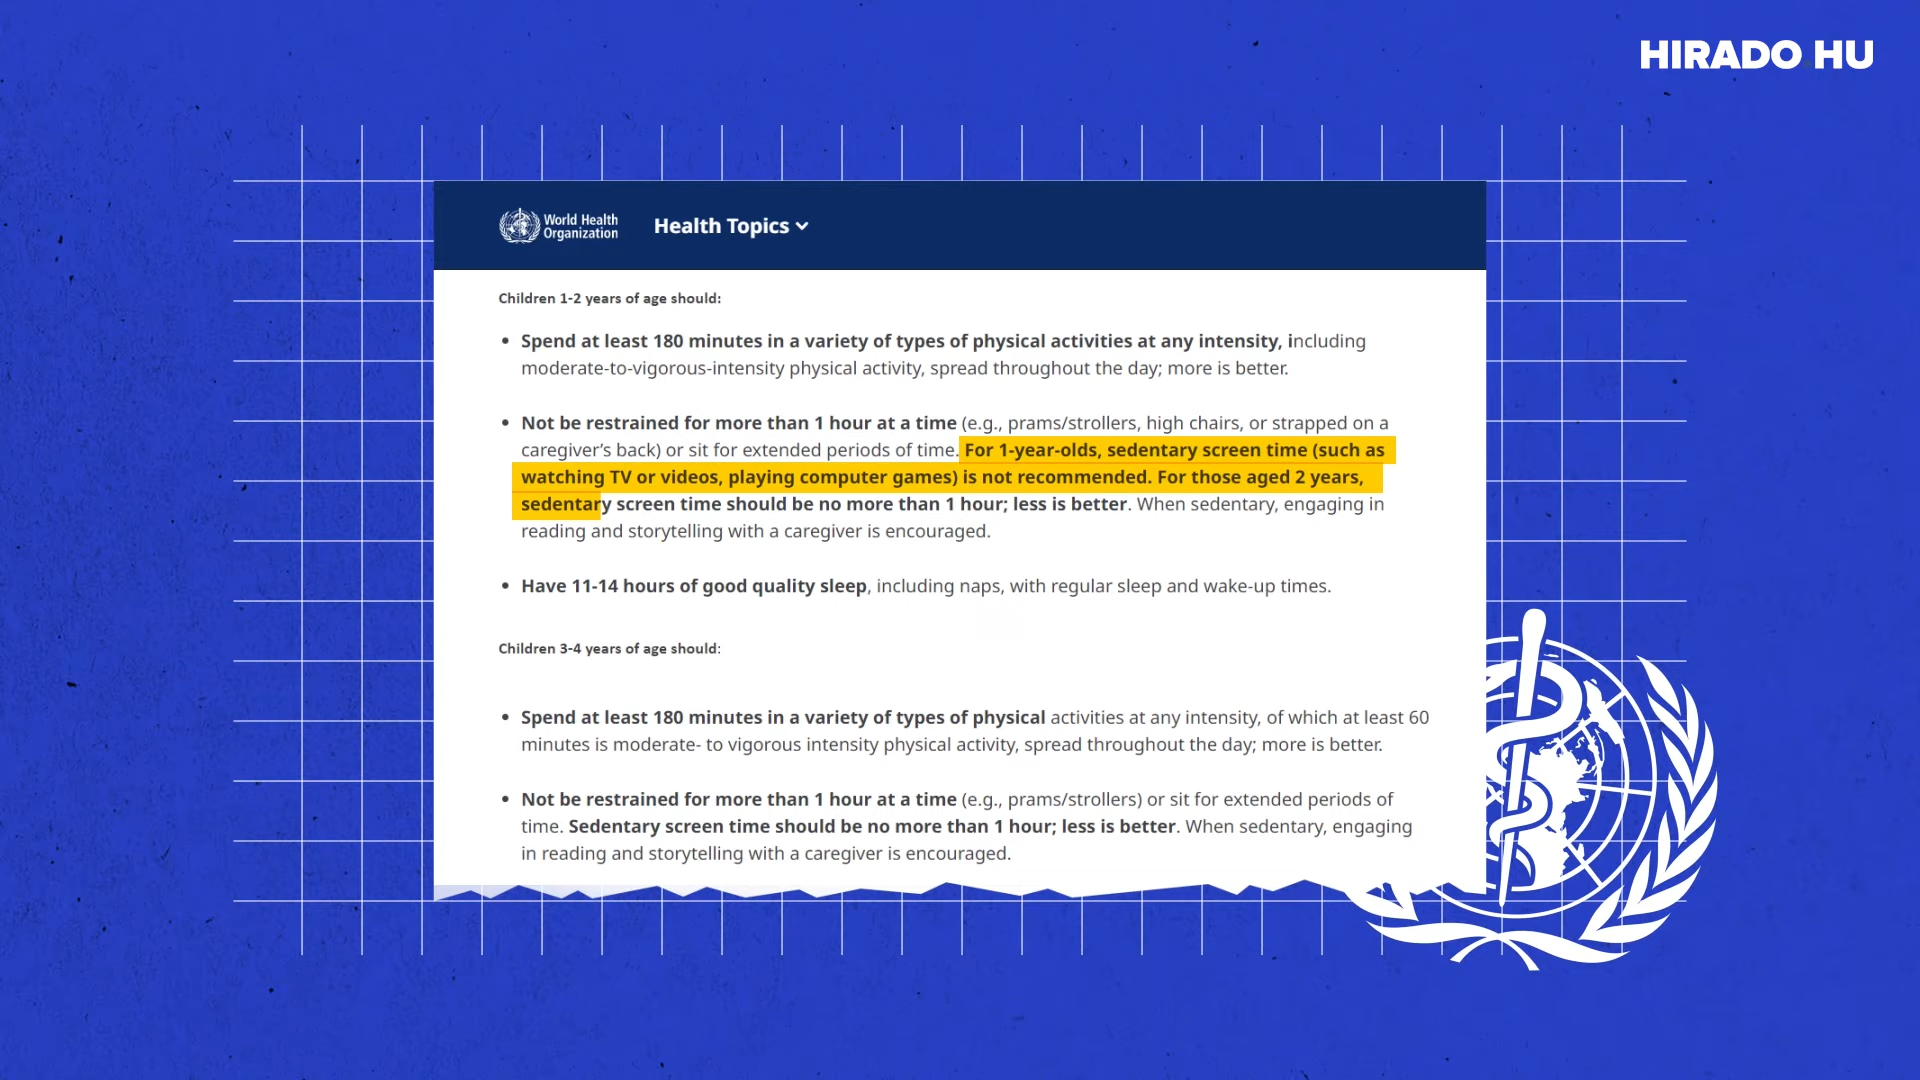 HIRADO HU
World Health
Organization
Health Topics
Children 1-2 years of age should:
• Spend at least 180 minutes in a variety of types of physical activities at any intensity, including
moderate-to-vigorous-intensity physical activity, spread throughout the day; more is better.
• Not be restrained for more than 1 hour at a time (e.g., prams/strollers, high chairs, or strapped on a
caregiver’s back) or sit for extended periods of time. For 1-year-olds, sedentary screen time (such as
watching TV or videos, playing computer games) is not recommended. For those aged 2 years,
sedentary screen time should be no more than 1 hour; less is better. When sedentary, engaging in
reading and storytelling with a caregiver is encouraged.
• Have 11-14 hours of good quality sleep, including naps, with regular sleep and wake-up times.
Children 3-4 years of age should:
• Spend at least 180 minutes in a variety of types of physical activities at any intensity, of which at least 60
minutes is moderate- to vigorous intensity physical activity, spread throughout the day; more is better.
• Not be restrained for more than 1 hour at a time (e.g., prams/strollers) or sit for extended periods of
time. Sedentary screen time should be no more than 1 hour; less is better. When sedentary, engaging
in reading and storytelling with a caregiver is encouraged.